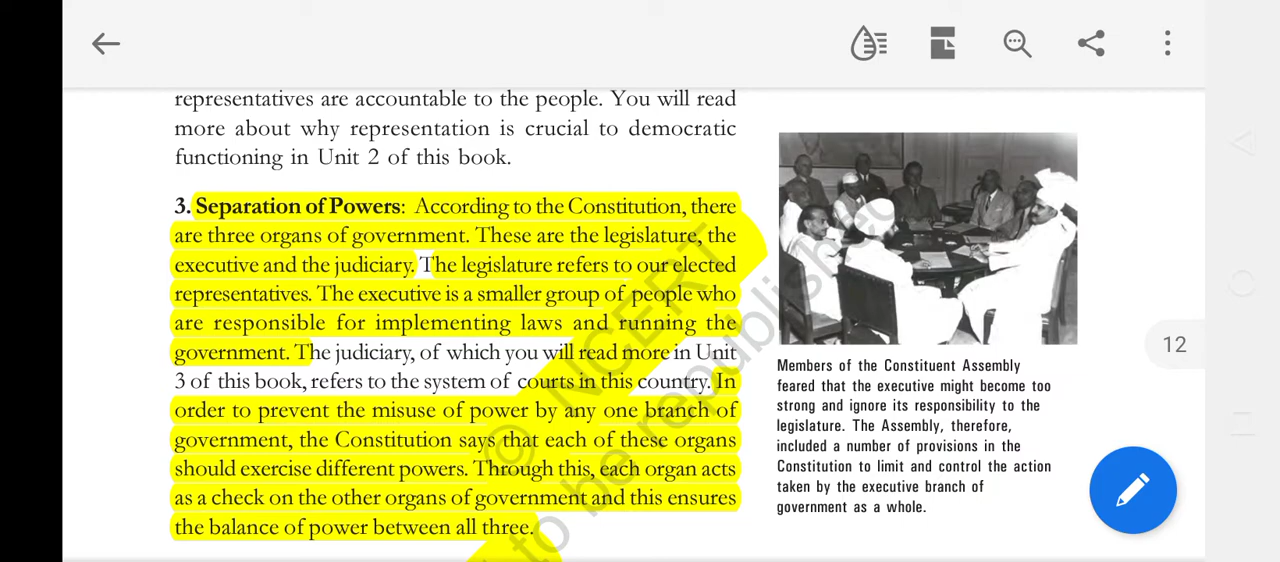 representatives are accountable to the people. You will read
more about why representation is crucial to democratic
functioning in Unit 2 of this book.
3. Separation of Powers: According to the Constitution, there
are three organs of government. These are the legislature, the
executive and the judiciary. The legislature refers to our elected
representatives. The executive is a smaller group of people who
are responsible for implementing laws and running the
government. The judiciary, of which you will read more in Unit
3 of this book, refers to the system of courts in this country. In
order to prevent the misuse of power by any one branch of
government, the Constitution says that each of these organs
should exercise different powers. Through this, each organ acts
as a check on the other organs of government and this ensures
the balance of power between all three.
Members of the Constituent Assembly
feared that the executive might become too
strong and ignore its responsibility to the
legislature. The Assembly, therefore,
included a number of provisions in the
Constitution to limit and control the action
taken by the executive branch of
government as a whole.
12
© NCERT
to be republished